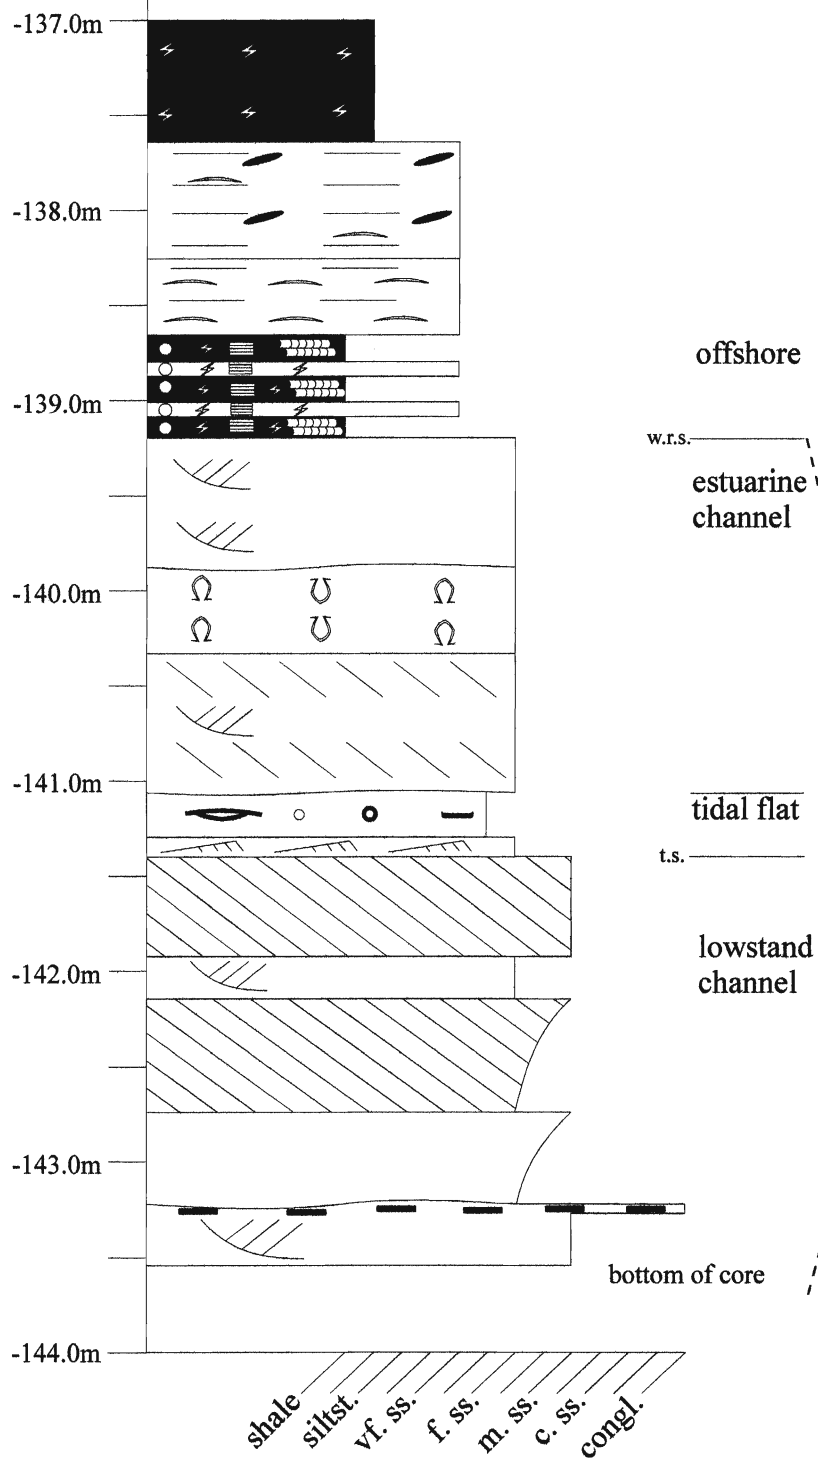 -137.0m
-138.0m
offshore
-139.0m
w.r.s.
estuarine
channel
-140.0m
-141.0m
tidal flat
t.s.
lowstand
-142.0m
channel
-143.0m
bottom of core
-144.0m
shale
siltst.
vf. ss.
f. ss.
m. ss.
c. ss.
congl.